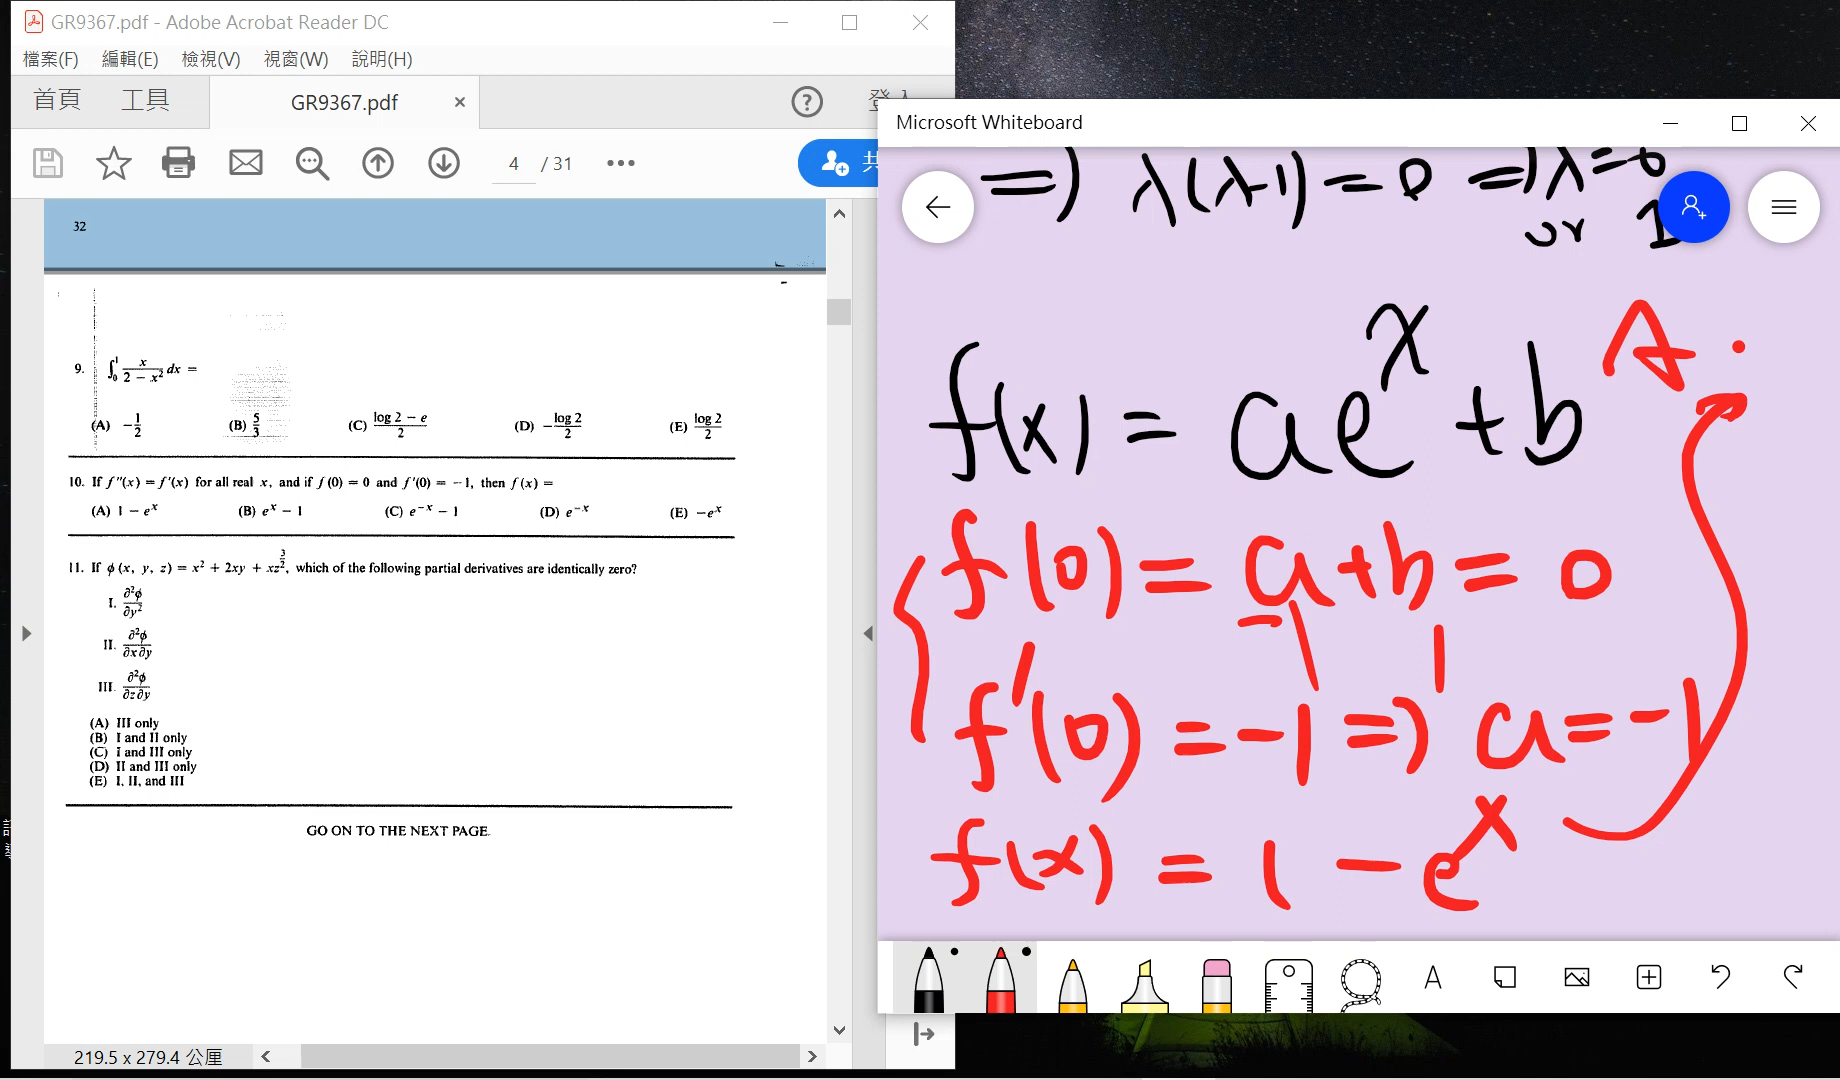 GR9367.pdf - Adobe Acrobat Reader DC
檔案(F) 編輯(E) 檢視(V) 視窗(W) 說明(H)
首頁 工具 GR9367.pdf × ?
4 / 31
32
9. ∫₀¹ x/(2 − x²) dx =
(A) −1/2 (B) 5/3 (C) (log 2 − e)/2 (D) −(log 2)/2 (E) (log 2)/2
10. If f″(x) = f′(x) for all real x, and if f(0) = 0 and f′(0) = −1, then f(x) =
(A) 1 − eˣ (B) eˣ − 1 (C) e⁻ˣ − 1 (D) e⁻ˣ (E) −eˣ
11. If ϕ(x, y, z) = x² + 2xy + xz^(3/2), which of the following partial derivatives are identically zero?
I. ∂²ϕ/∂y²
II. ∂²ϕ/∂x∂y
III. ∂²ϕ/∂z∂y
(A) III only
(B) I and II only
(C) I and III only
(D) II and III only
(E) I, II, and III
GO ON TO THE NEXT PAGE.
219.5 x 279.4 公厘
Microsoft Whiteboard
=) λ(λ-1) = 0 =) λ=0
or 1
f(x) = aeˣ + b A.
f(0) = a+b = 0
-1 1
f'(0) = -1 =) a = -1
f(x) = 1 - eˣ
A